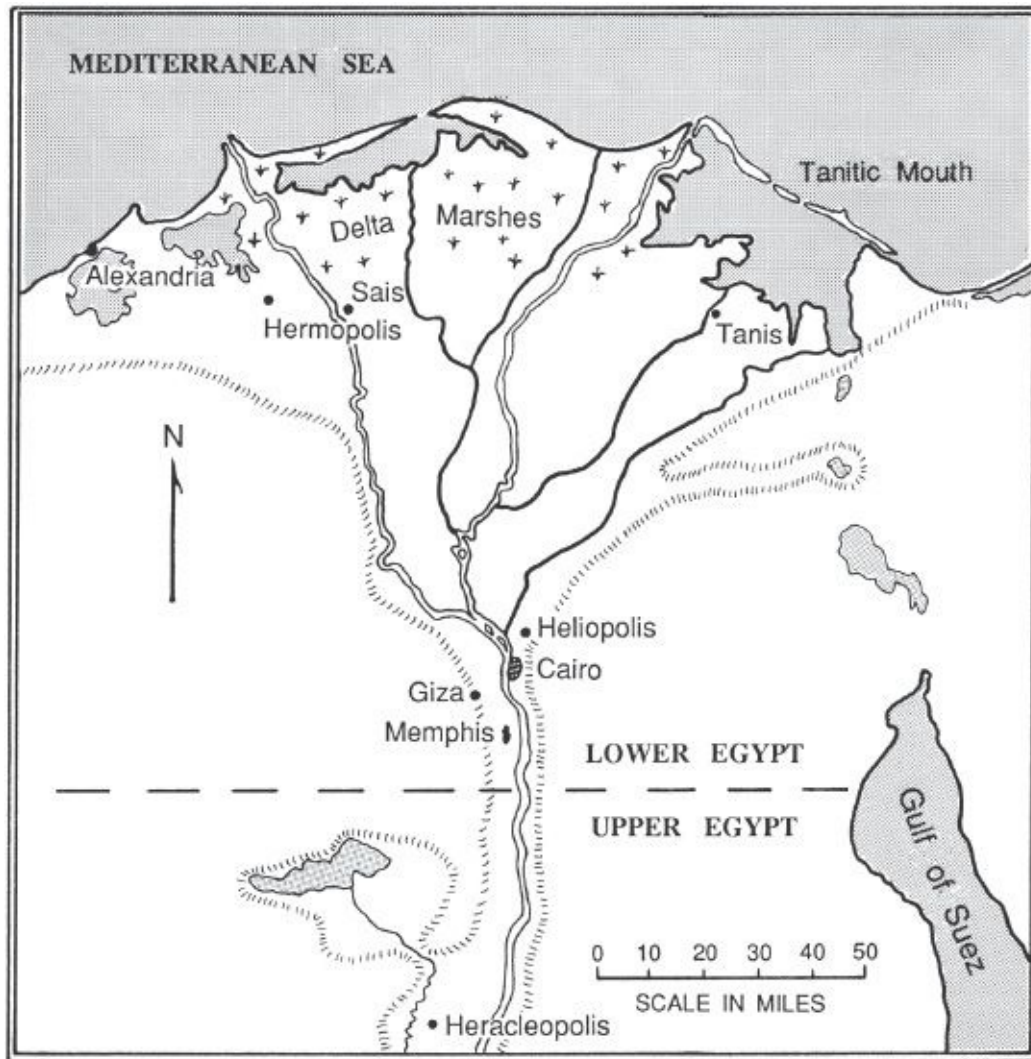 MEDITERRANEAN SEA
Tanitic Mouth
Delta
Marshes
Alexandria
Sais
Hermopolis
Tanis
N
Heliopolis
Cairo
Giza
Memphis
LOWER EGYPT
UPPER EGYPT
Gulf of Suez
0 10 22 30 40 50
SCALE IN MILES
Heracleopolis